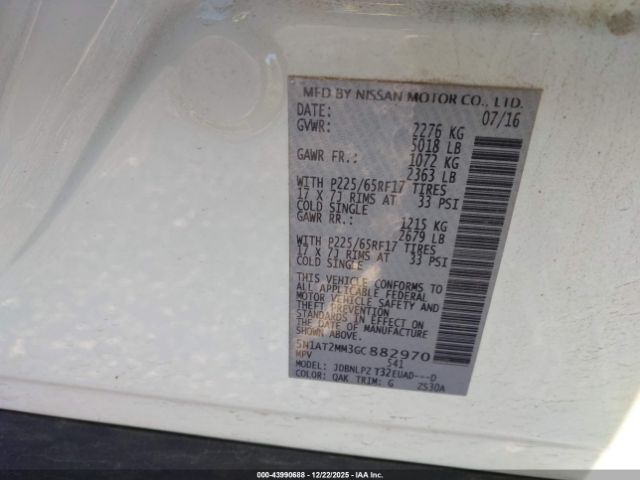 MFD BY NISSAN MOTOR CO., LTD.
DATE: 07/16
GVWR: 2276 KG
5018 LB
GAWR FR.: 1072 KG
2363 LB
WITH P225/65RF17 TIRES
17 X 7J RIMS AT 33 PSI
COLD SINGLE
GAWR RR.: 1215 KG
2679 LB
WITH P225/65RF17 TIRES
17 X 7J RIMS AT 33 PSI
COLD SINGLE
THIS VEHICLE CONFORMS TO
ALL APPLICABLE FEDERAL
MOTOR VEHICLE SAFETY
AND THEFT PREVENTION
STANDARDS IN EFFECT ON
THE DATE OF MANUFACTURE
SHOWN ABOVE.
5N1AT2MM3GC882970
MPV 541
MODEL: JDBNLPZ T32EUAD---D
COLOR: QAK TRIM: G ZS30A
000-43990688 - 12/22/2025 - IAA Inc.